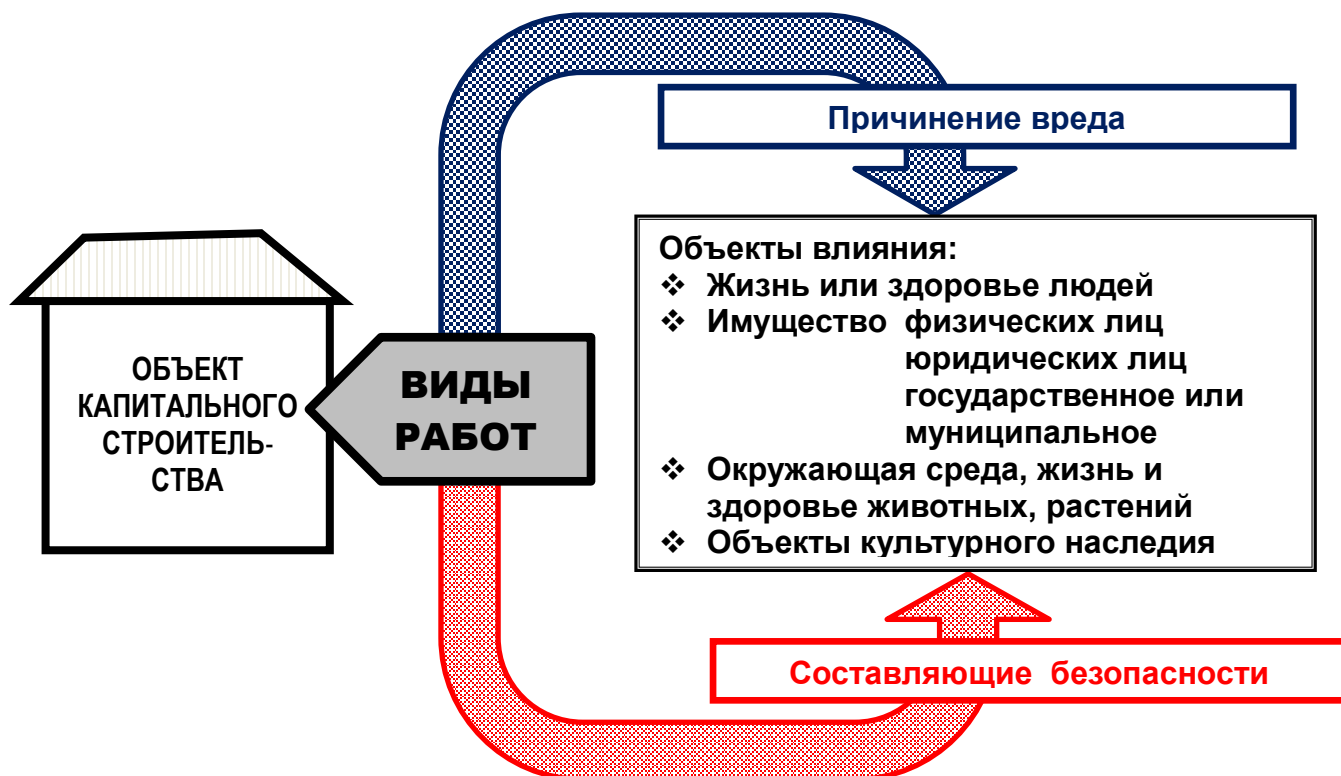 Причинение вреда
ОБЪЕКТ
КАПИТАЛЬНОГО
СТРОИТЕЛЬ-
СТВА
ВИДЫ
РАБОТ
Объекты влияния:
❖ Жизнь или здоровье людей
❖ Имущество физических лиц
юридических лиц
государственное или
муниципальное
❖ Окружающая среда, жизнь и
здоровье животных, растений
❖ Объекты культурного наследия
Составляющие безопасности